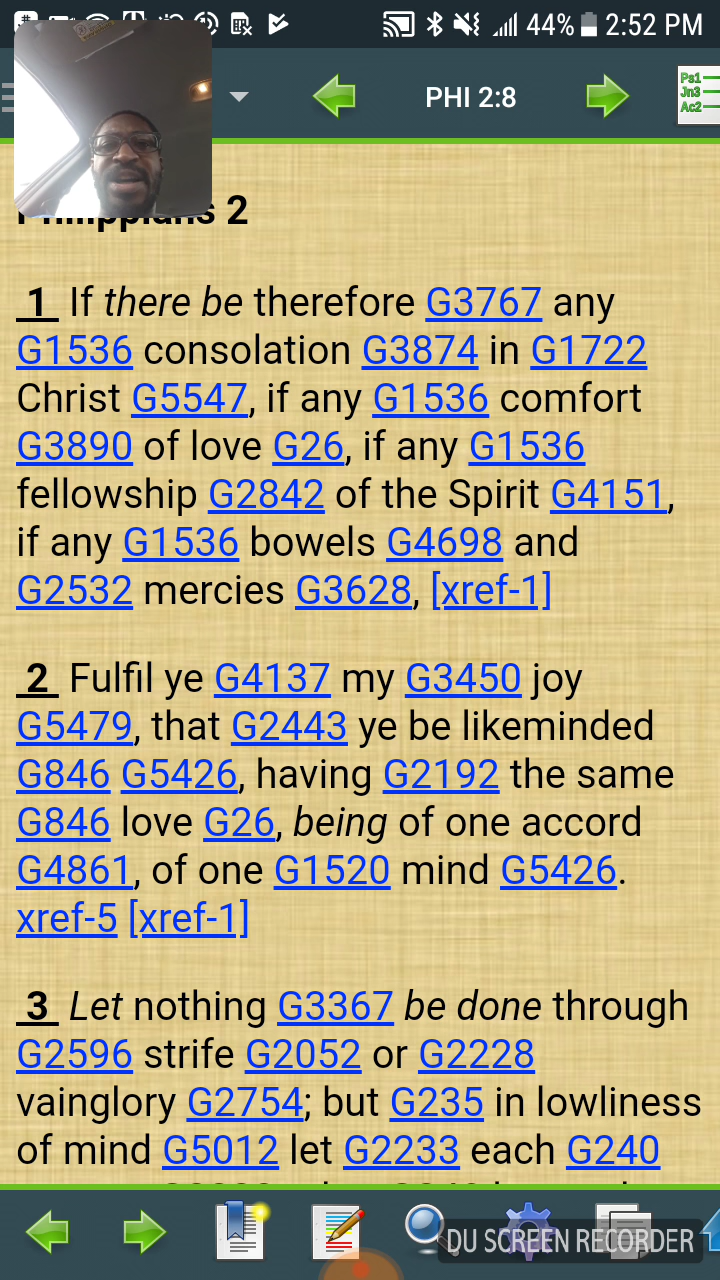 44% 2:52 PM
PHI 2:8
Ps1
Jn3
Ac2
Philippians 2
1 If there be therefore G3767 any
G1536 consolation G3874 in G1722
Christ G5547, if any G1536 comfort
G3890 of love G26, if any G1536
fellowship G2842 of the Spirit G4151,
if any G1536 bowels G4698 and
G2532 mercies G3628, [xref-1]
2 Fulfil ye G4137 my G3450 joy
G5479, that G2443 ye be likeminded
G846 G5426, having G2192 the same
G846 love G26, being of one accord
G4861, of one G1520 mind G5426.
xref-5 [xref-1]
3 Let nothing G3367 be done through
G2596 strife G2052 or G2228
vainglory G2754; but G235 in lowliness
of mind G5012 let G2233 each G240
DU SCREEN RECORDER